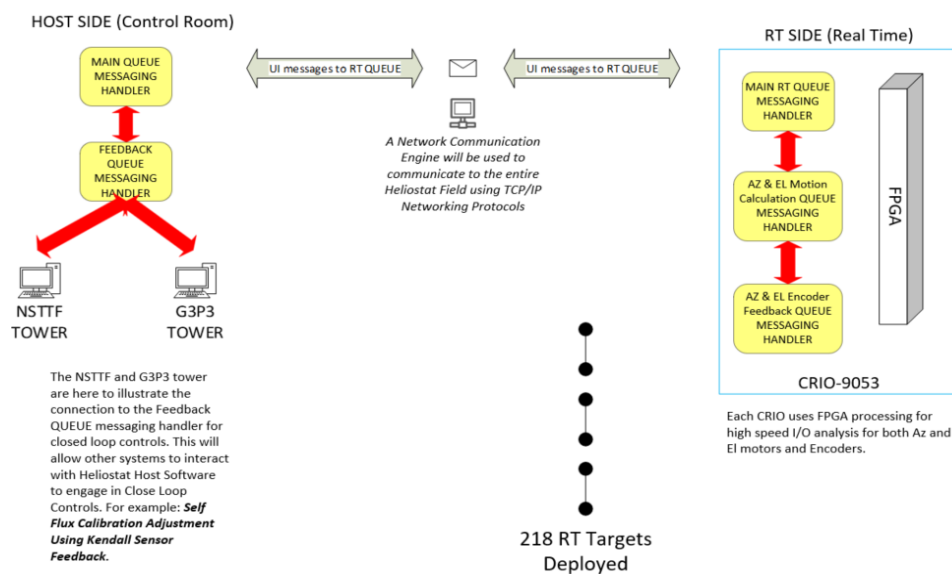 HOST SIDE (Control Room)
MAIN QUEUE
MESSAGING
HANDLER
FEEDBACK
QUEUE
MESSAGING
HANDLER
NSTTF
TOWER
G3P3
TOWER
The NSTTF and G3P3 tower
are here to illustrate the
connection to the Feedback
QUEUE messaging handler for
closed loop controls. This will
allow other systems to interact
with Heliostat Host Software
to engage in Close Loop
Controls. For example: Self
Flux Calibration Adjustment
Using Kendall Sensor
Feedback.
UI messages to RT QUEUE
UI messages to RT QUEUE
A Network Communication
Engine will be used to
communicate to the entire
Heliostat Field using TCP/IP
Networking Protocols
218 RT Targets
Deployed
RT SIDE (Real Time)
MAIN RT QUEUE
MESSAGING
HANDLER
AZ & EL Motion
Calculation QUEUE
MESSAGING
HANDLER
AZ & EL Encoder
Feedback QUEUE
MESSAGING
HANDLER
FPGA
CRIO-9053
Each CRIO uses FPGA processing for
high speed I/O analysis for both Az and
El motors and Encoders.